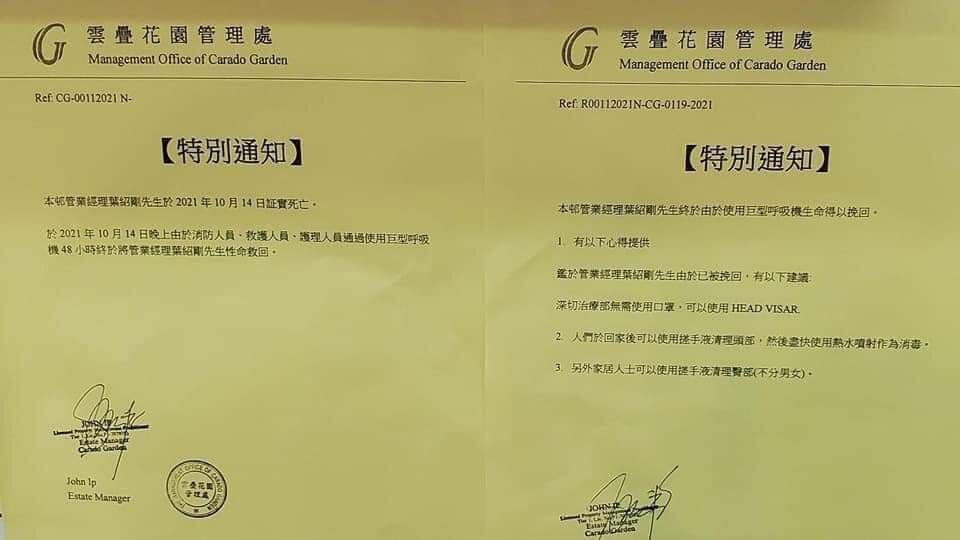 雲疊花園管理處
Management Office of Carado Garden
Ref: CG-00112021 N-
【特別通知】
本邨管業經理葉紹剛先生於 2021 年 10 月 14 日証實死亡。
於 2021 年 10 月 14 日晚上由於消防人員、救護人員、護理人員通過使用巨型呼吸
機 48 小時終於將管業經理葉紹剛先生性命救回。
JOHN IP
Estate Manager
Carado Garden
John Ip
Estate Manager
THE MANAGEMENT OFFICE OF CARADO GARDEN
雲疊花園
管理處
雲疊花園管理處
Management Office of Carado Garden
Ref: R00112021N-CG-0119-2021
【特別通知】
本邨管業經理葉紹剛先生終於由於使用巨型呼吸機生命得以挽回。
1. 有以下心得提供
鑑於管業經理葉紹剛先生由於已被挽回，有以下建議:
深切治療部無需使用口罩，可以使用 HEAD VISAR.
2. 人們於回家後可以使用搓手液清理頭部，然後盡快使用熱水噴射作為消毒。
3. 另外家居人士可以使用搓手液清理臀部(不分男女)。
JOHN IP
Estate Manager
Carado Garden